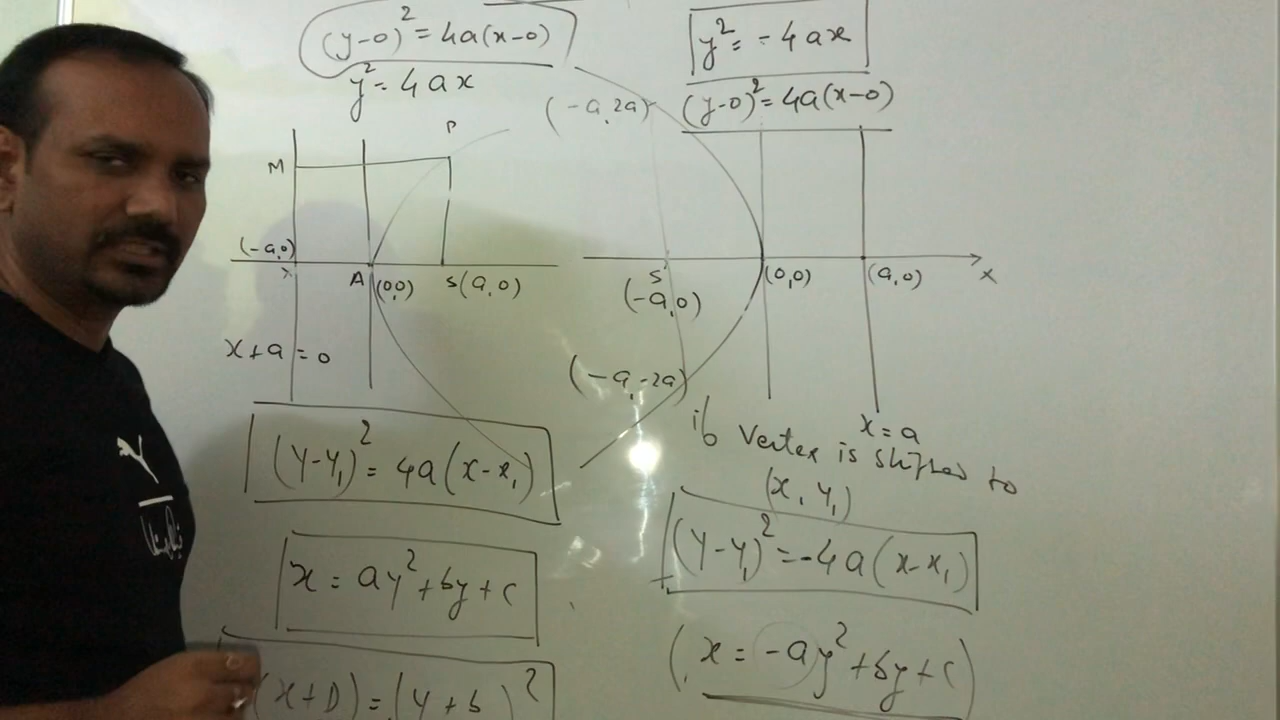 (y-0)² = 4a(x-0)
y² = 4ax
P
M
(-a,0)
A
(0,0)
S(a,0)
x+a = 0
(y-y₁)² = 4a(x-x₁)
x = ay²+by+c
(x+D) = (y+b )²
y² = -4ax
(y-0)² = 4a(x-0)
(-a,2a)
S'
(-a,0)
(0,0)
(a,0)
x
(-a,-2a)
x = a
if vertex is shifted to
(x, y₁)
(y-y₁)² = -4a(x-x₁)
(x = -ay²+by+c)